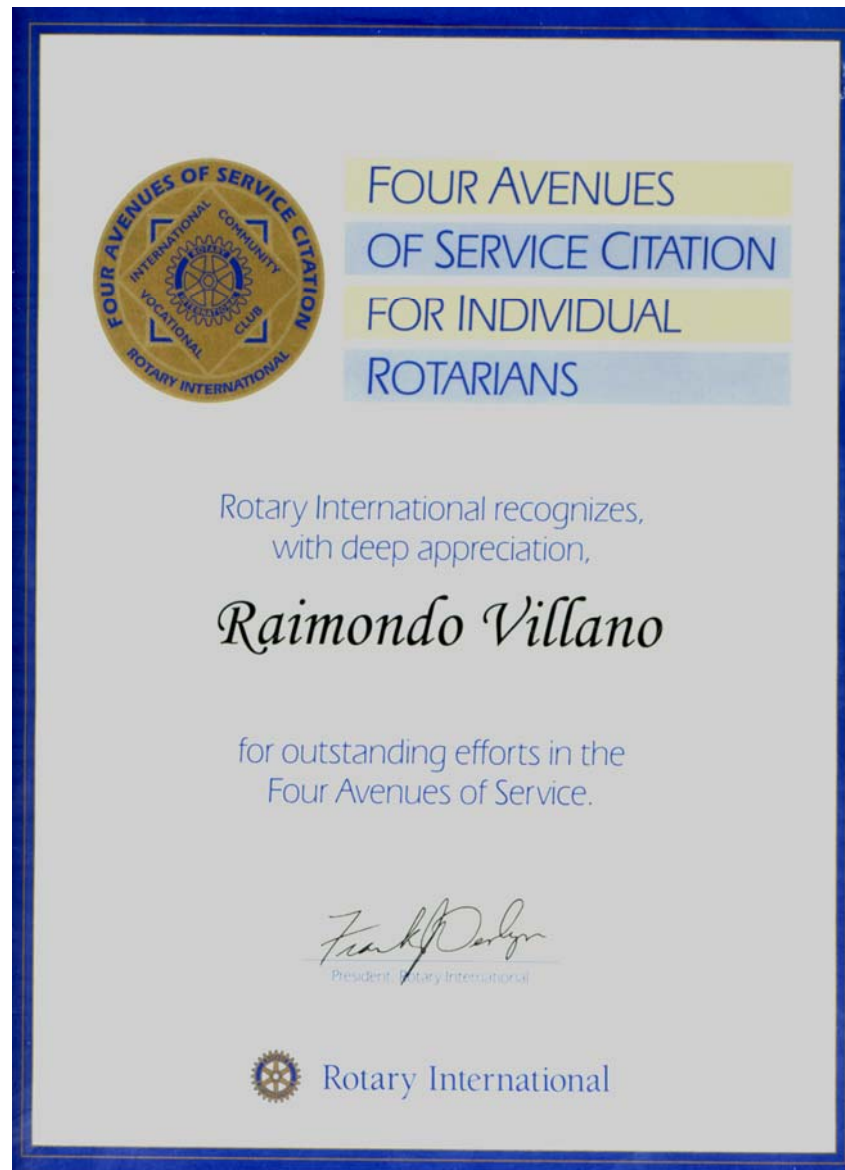 FOUR AVENUES OF SERVICE CITATION
INTERNATIONAL
COMMUNITY
VOCATIONAL
CLUB
ROTARY
INTERNATIONAL
ROTARY INTERNATIONAL
FOUR AVENUES
OF SERVICE CITATION
FOR INDIVIDUAL
ROTARIANS
Rotary International recognizes,
with deep appreciation,
Raimondo Villano
for outstanding efforts in the
Four Avenues of Service.
President, Rotary International
Rotary International